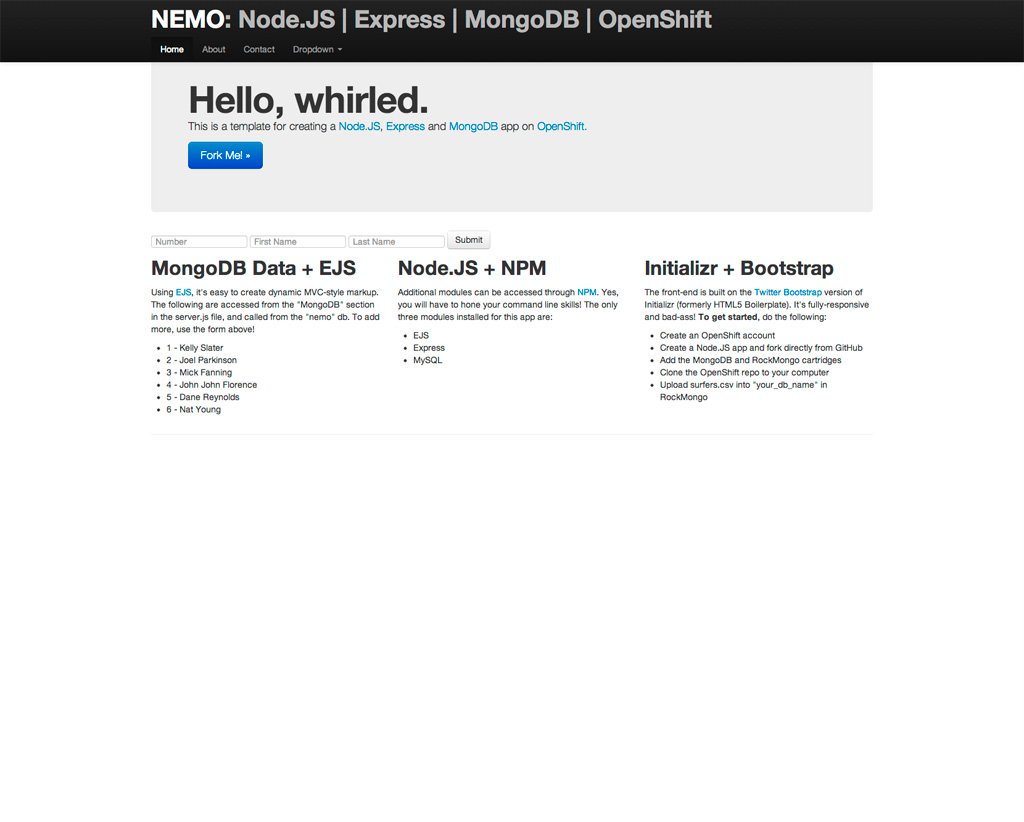 NEMO: Node.JS | Express | MongoDB | OpenShift
Home About Contact Dropdown
Hello, whirled.
This is a template for creating a Node.JS, Express and MongoDB app on OpenShift.
Fork Me! »
Number First Name Last Name Submit
MongoDB Data + EJS
Using EJS, it's easy to create dynamic MVC-style markup.
The following are accessed from the "MongoDB" section
in the server.js file, and called from the "nemo" db. To add
more, use the form above!
• 1 - Kelly Slater
• 2 - Joel Parkinson
• 3 - Mick Fanning
• 4 - John John Florence
• 5 - Dane Reynolds
• 6 - Nat Young
Node.JS + NPM
Additional modules can be accessed through NPM. Yes,
you will have to hone your command line skills! The only
three modules installed for this app are:
• EJS
• Express
• MySQL
Initializr + Bootstrap
The front-end is built on the Twitter Bootstrap version of
Initializr (formerly HTML5 Boilerplate). It's fully-responsive
and bad-ass! To get started, do the following:
• Create an OpenShift account
• Create a Node.JS app and fork directly from GitHub
• Add the MongoDB and RockMongo cartridges
• Clone the OpenShift repo to your computer
• Upload surfers.csv into "your_db_name" in
RockMongo